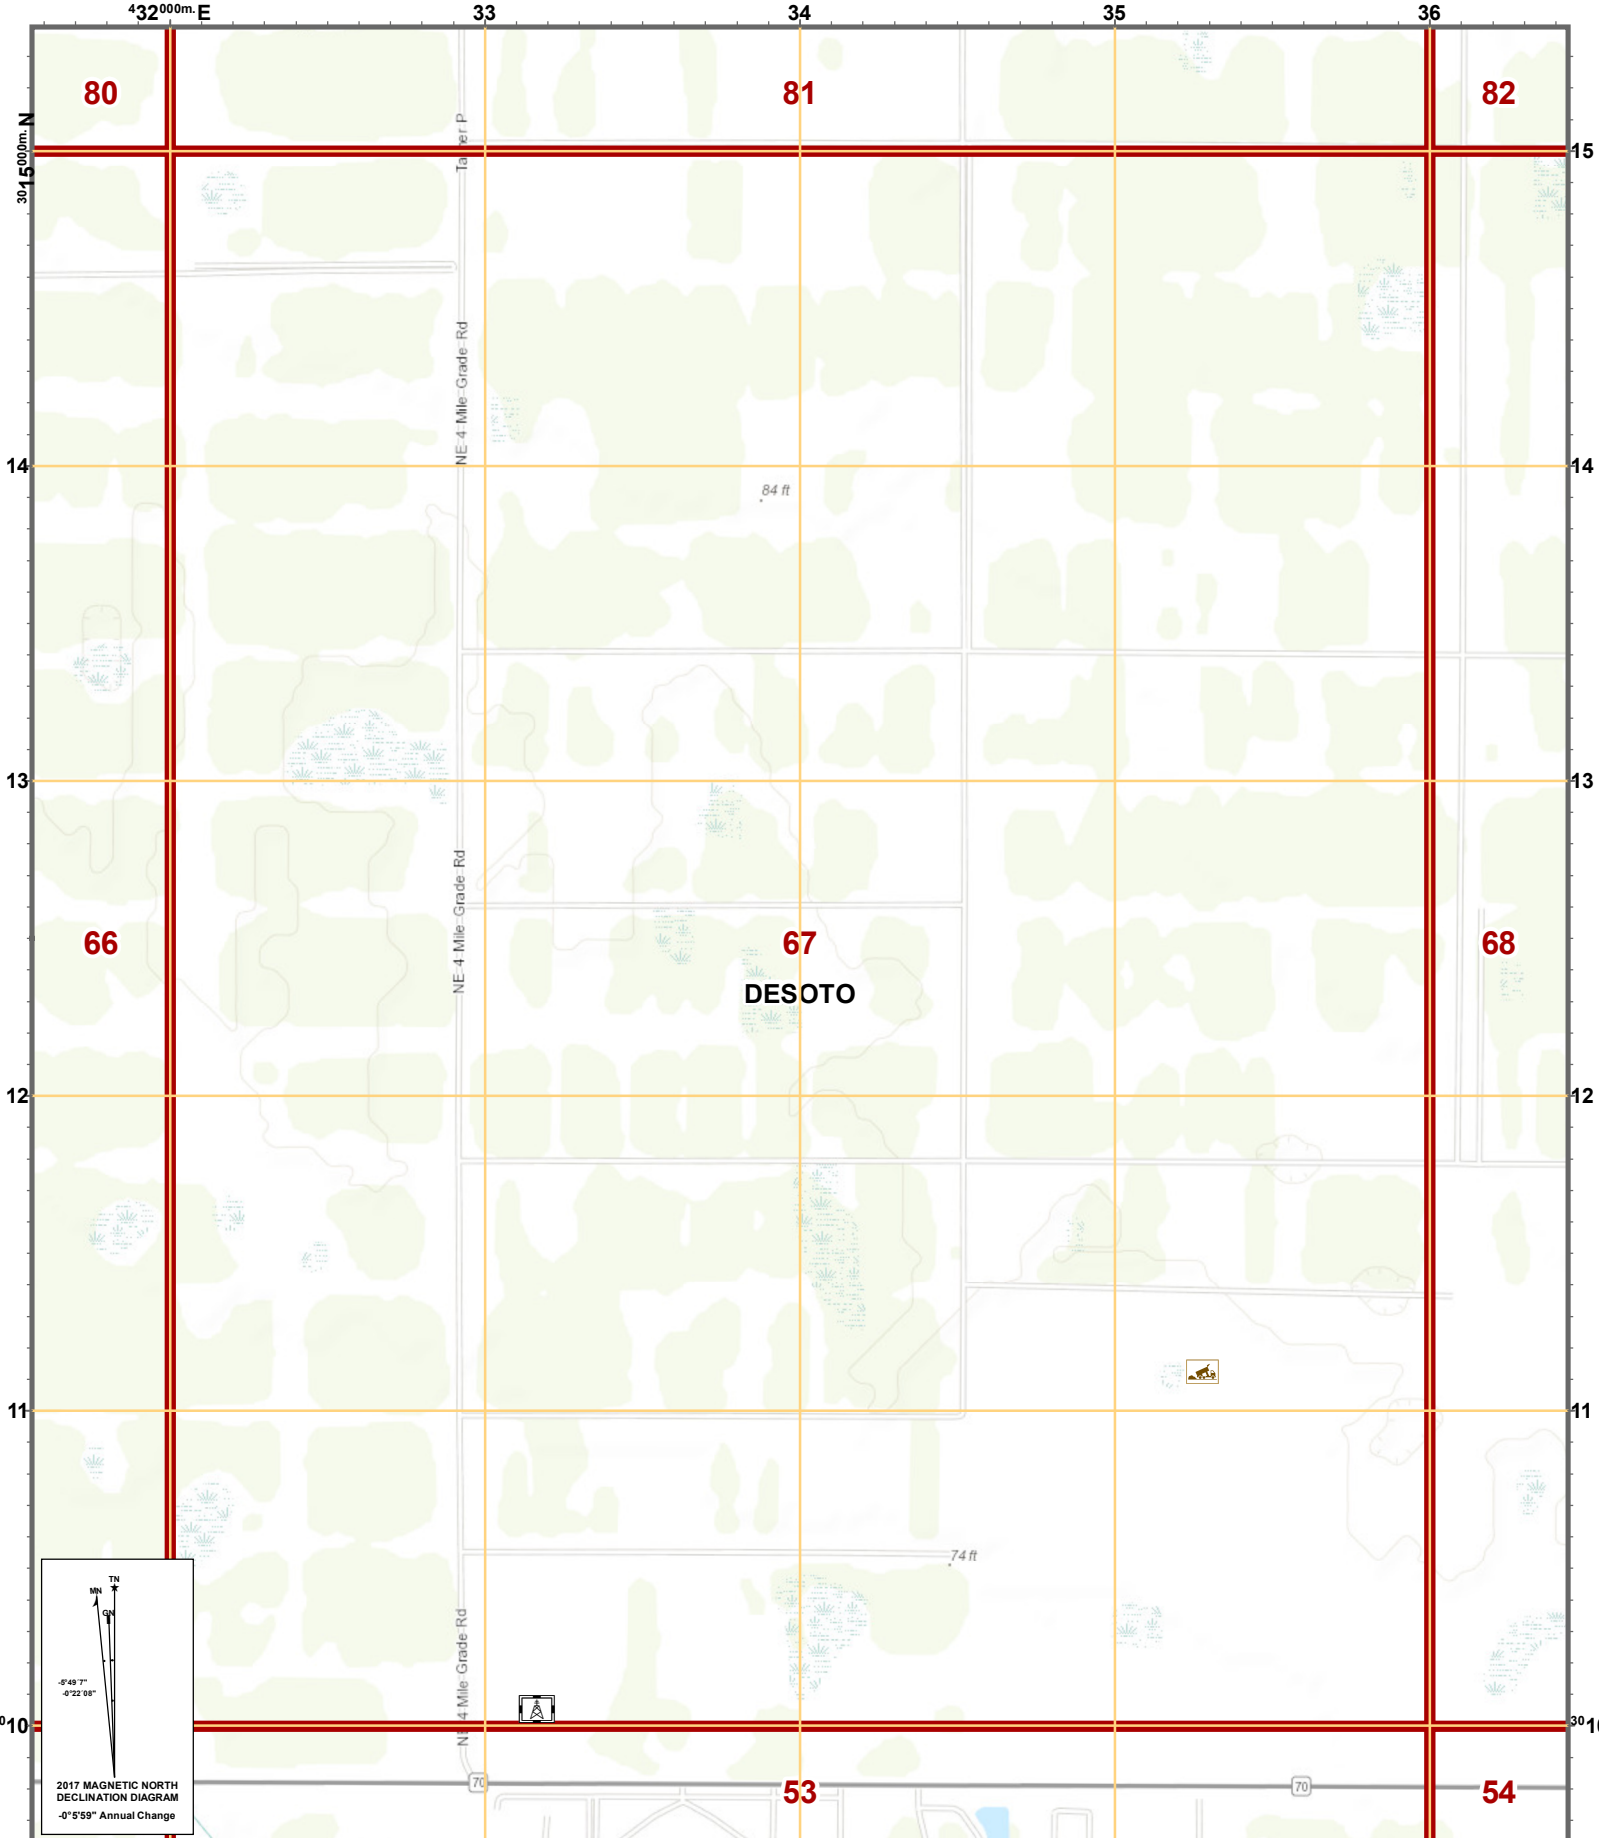 432000m. E 33 34 35 36
80 81 82
3015000m. N
15
NE 4 Mile Grade Rd
14 14
84 ft
13 13
NE 4 Mile Grade Rd
66 67 68
DESOTO
12 12
11 11
74 ft
NE 4 Mile Grade Rd
TN
MN
GN
-5°49'7"
-0°22'08"
10 30
70 70
53 54
2017 MAGNETIC NORTH
DECLINATION DIAGRAM
-0°5'59" Annual Change